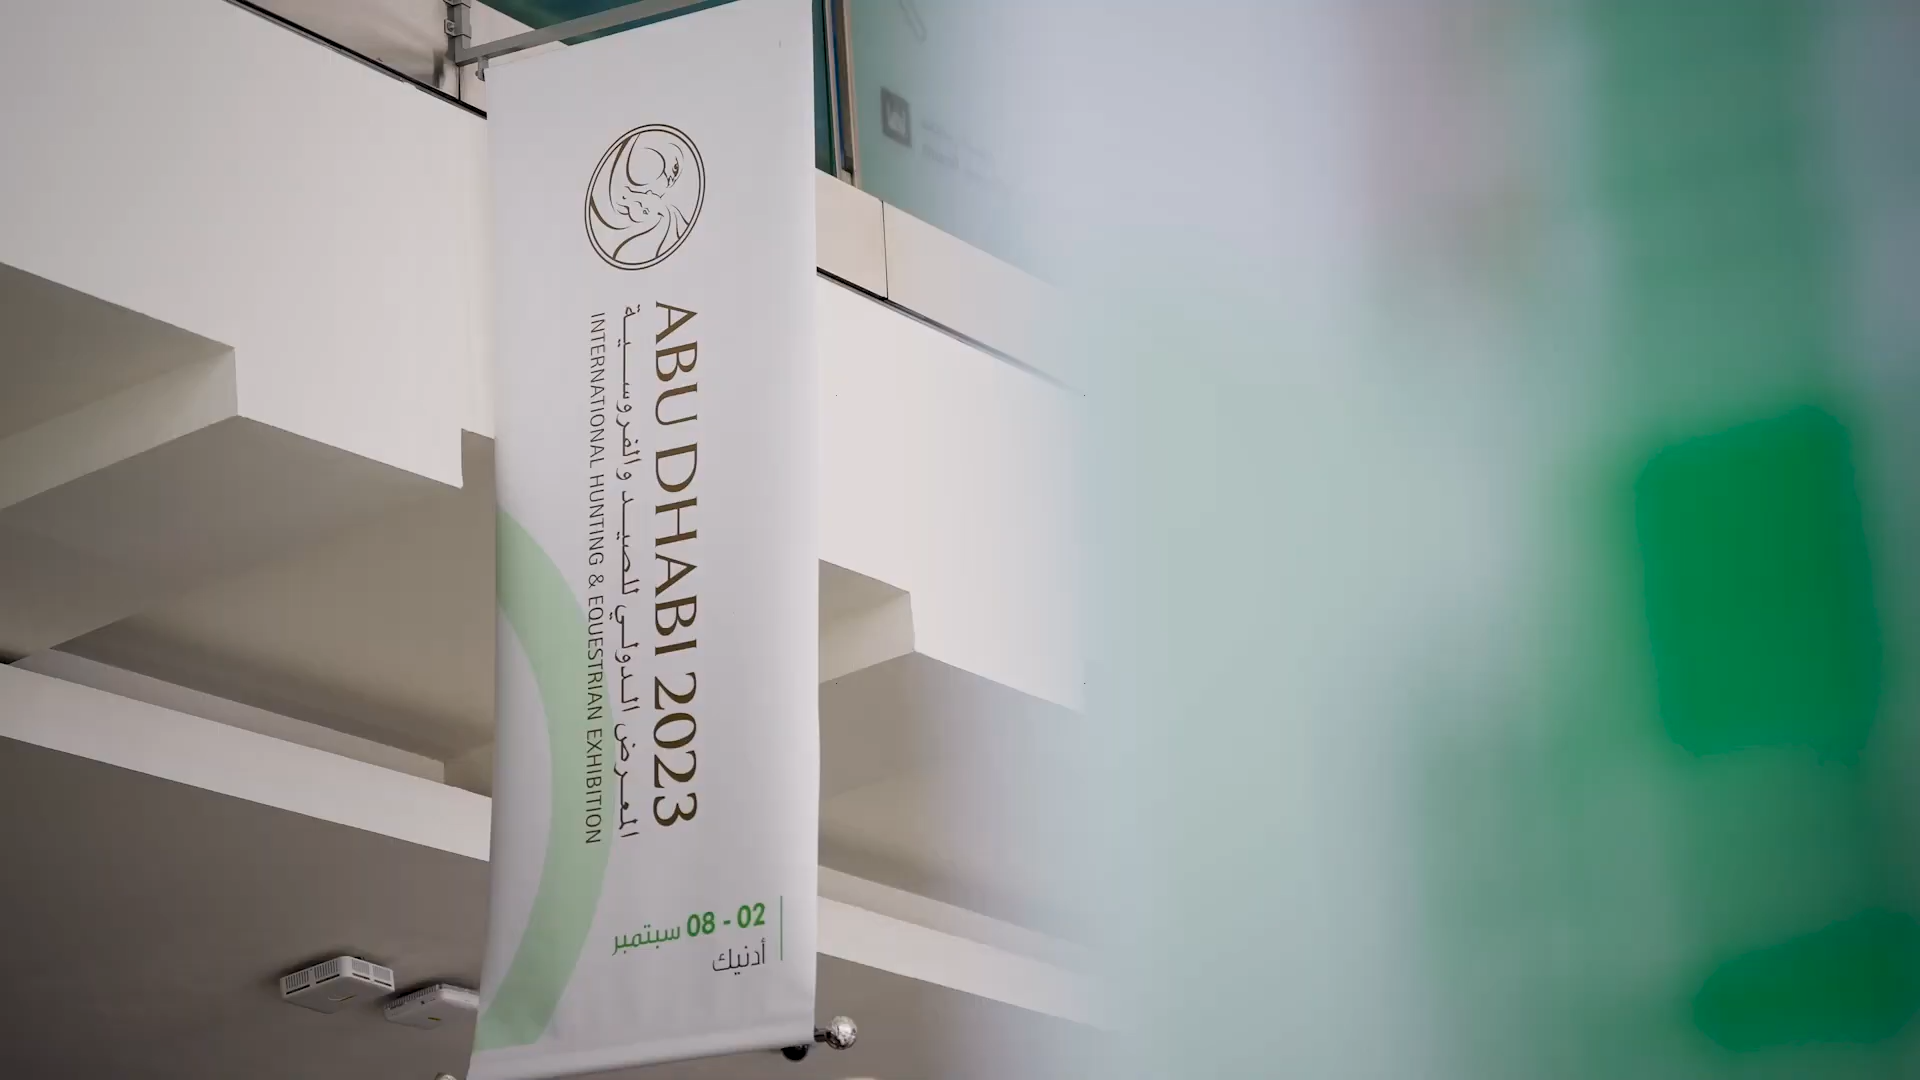 ABU DHABI 2023
المعرض الدولي للصيد والفروسية
INTERNATIONAL HUNTING & EQUESTRIAN EXHIBITION
02 - 08 سبتمبر
أدنيك